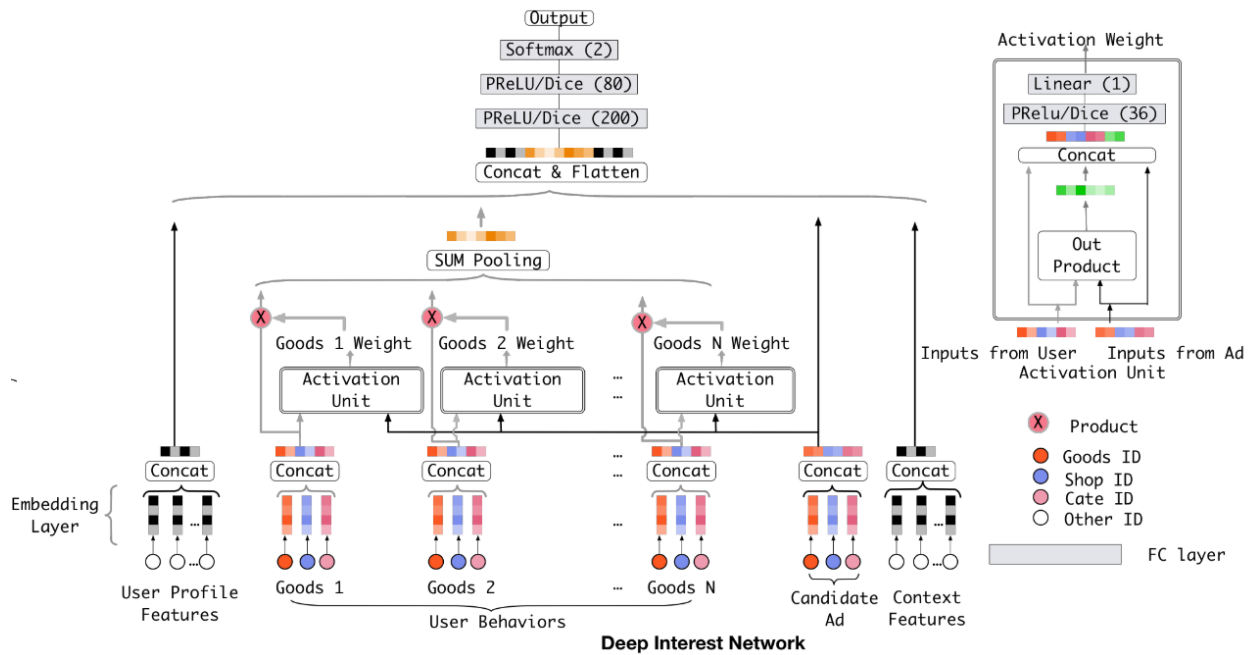 Output
Softmax (2)
PReLU/Dice (80)
PReLU/Dice (200)
Concat & Flatten
SUM Pooling
X
X
X
Goods 1 Weight
Goods 2 Weight
Goods N Weight
Activation
Unit
Activation
Unit
...
...
Activation
Unit
Concat
Concat
Concat
...
...
Concat
Concat
Concat
Embedding
Layer
...
...
...
...
...
...
Goods 1
Goods 2
...
Goods N
User Profile
Features
User Behaviors
Candidate
Ad
Context
Features
Deep Interest Network
Activation Weight
Linear (1)
PRelu/Dice (36)
Concat
Out
Product
Inputs from User
Inputs from Ad
Activation Unit
X
Product
Goods ID
Shop ID
Cate ID
Other ID
FC layer